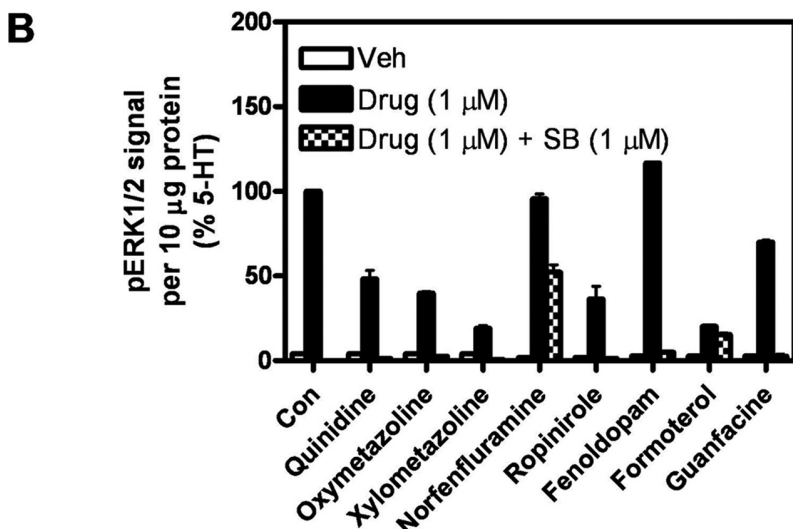 B
pERK1/2 signal
per 10 μg protein
(% 5-HT)
200
150
100
50
0
Veh
Drug (1 μM)
Drug (1 μM) + SB (1 μM)
Con
Quinidine
Oxymetazoline
Xylometazoline
Norfenfluramine
Ropinirole
Fenoldopam
Formoterol
Guanfacine